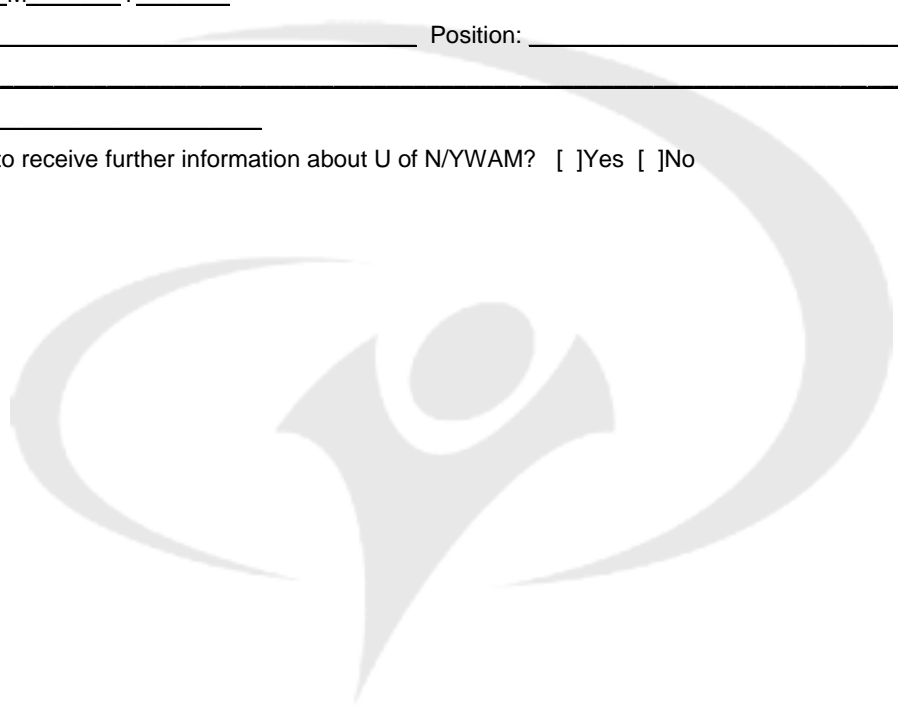 Position:
to receive further information about U of N/YWAM? [ ]Yes [ ]No